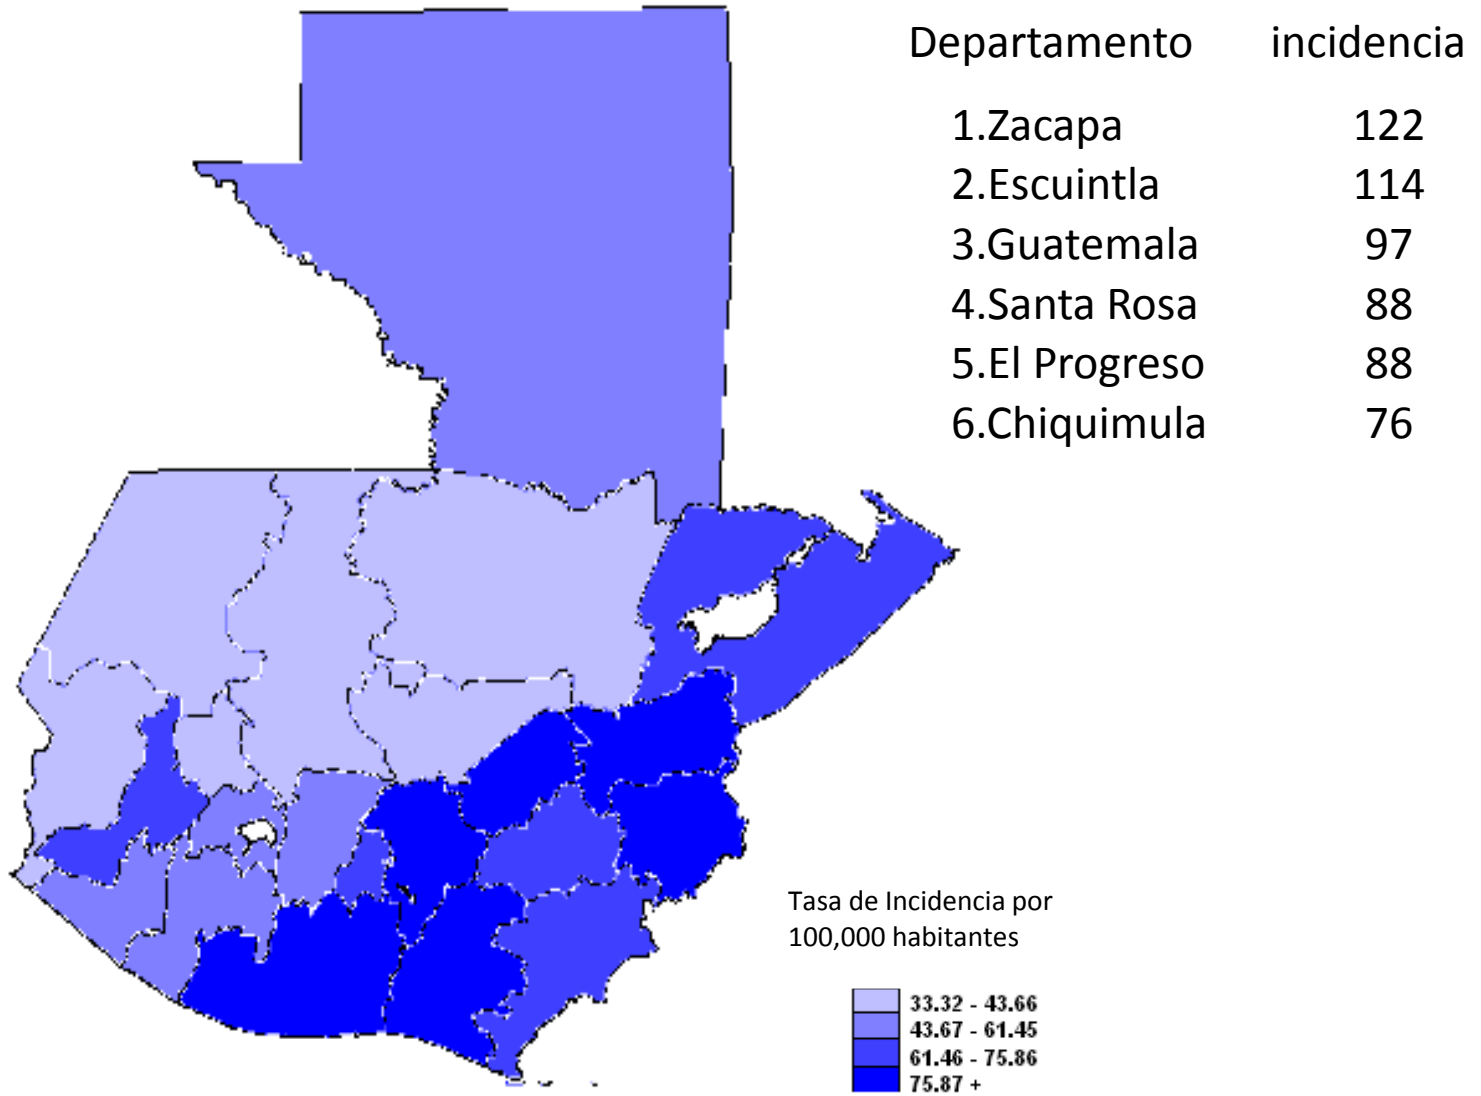 Departamento incidencia
1.Zacapa 122
2.Escuintla 114
3.Guatemala 97
4.Santa Rosa 88
5.El Progreso 88
6.Chiquimula 76
Tasa de Incidencia por
100,000 habitantes
33.32 - 43.66
43.67 - 61.45
61.46 - 75.86
75.87 +